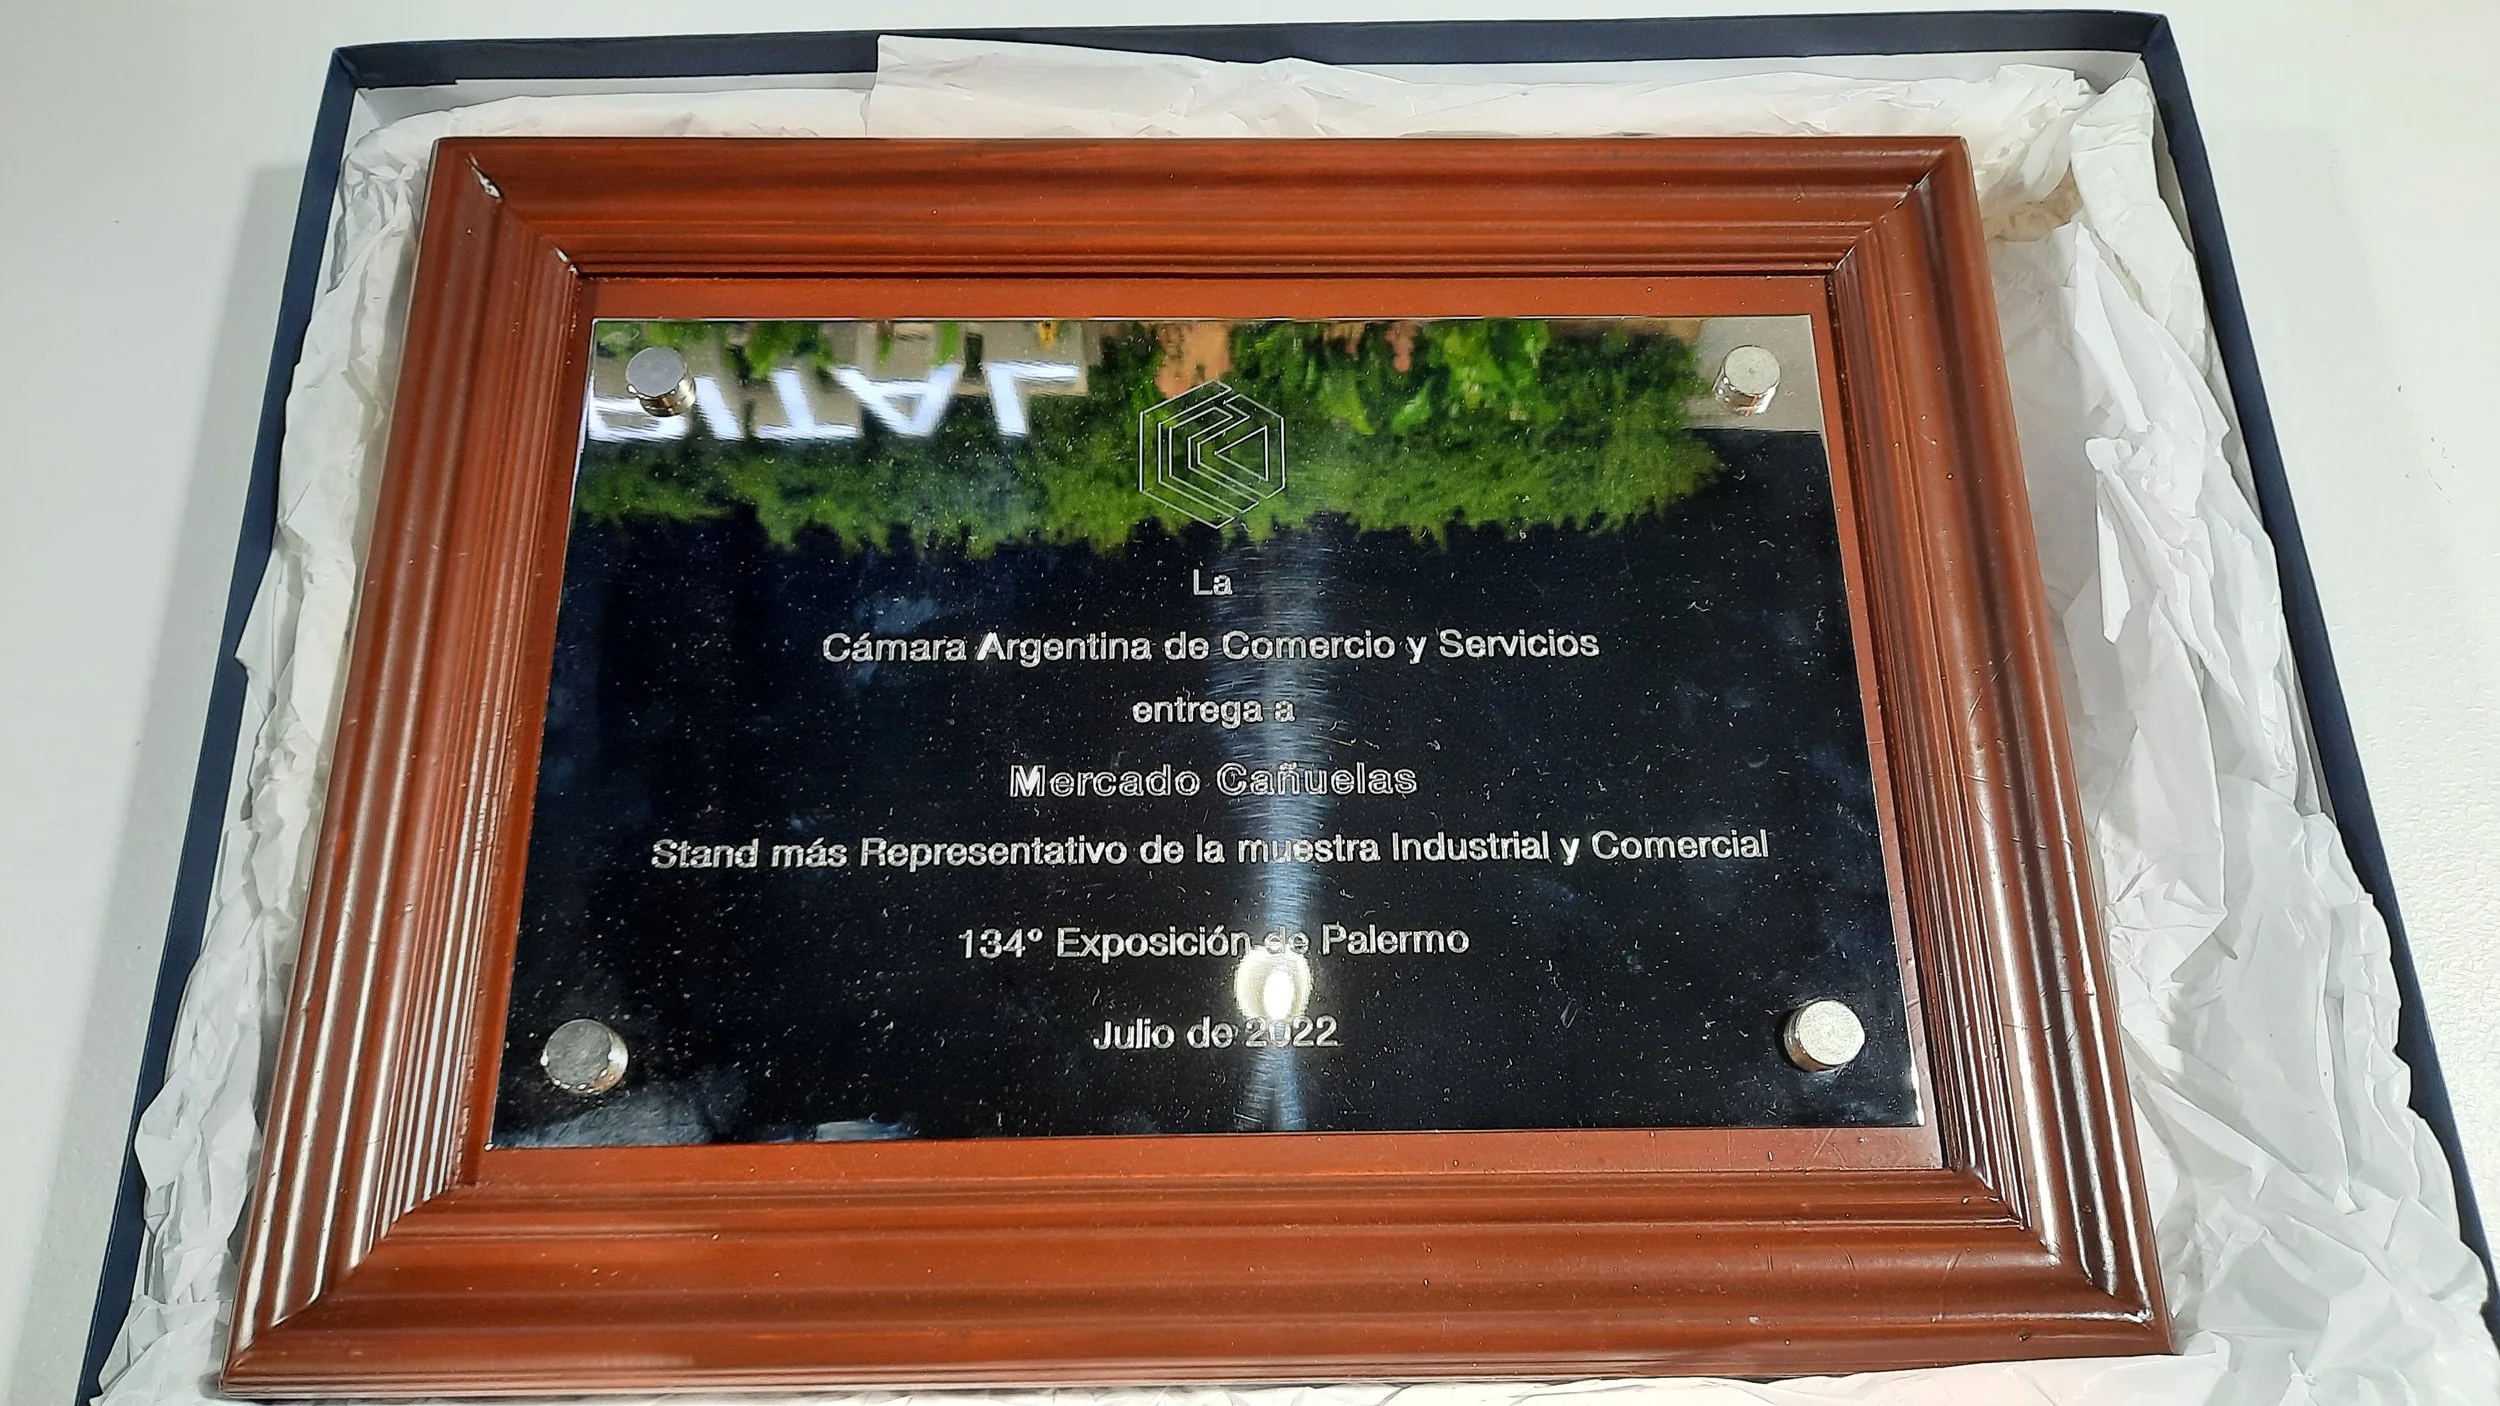 La
Cámara Argentina de Comercio y Servicios
entrega a
Mercado Cañuelas
Stand más Representativo de la muestra Industrial y Comercial
134º Exposición de Palermo
Julio de 2022